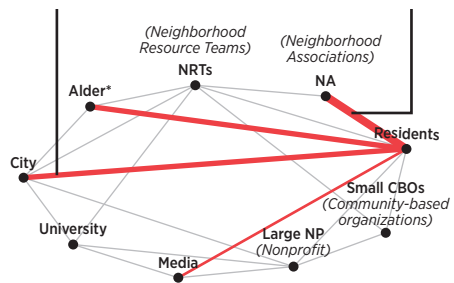 (Neighborhood
Resource Teams)
NRTs
(Neighborhood
Associations)
NA
Alder*
Residents
City
Small CBOs
(Community-based
organizations)
University
Large NP
(Nonprofit)
Media